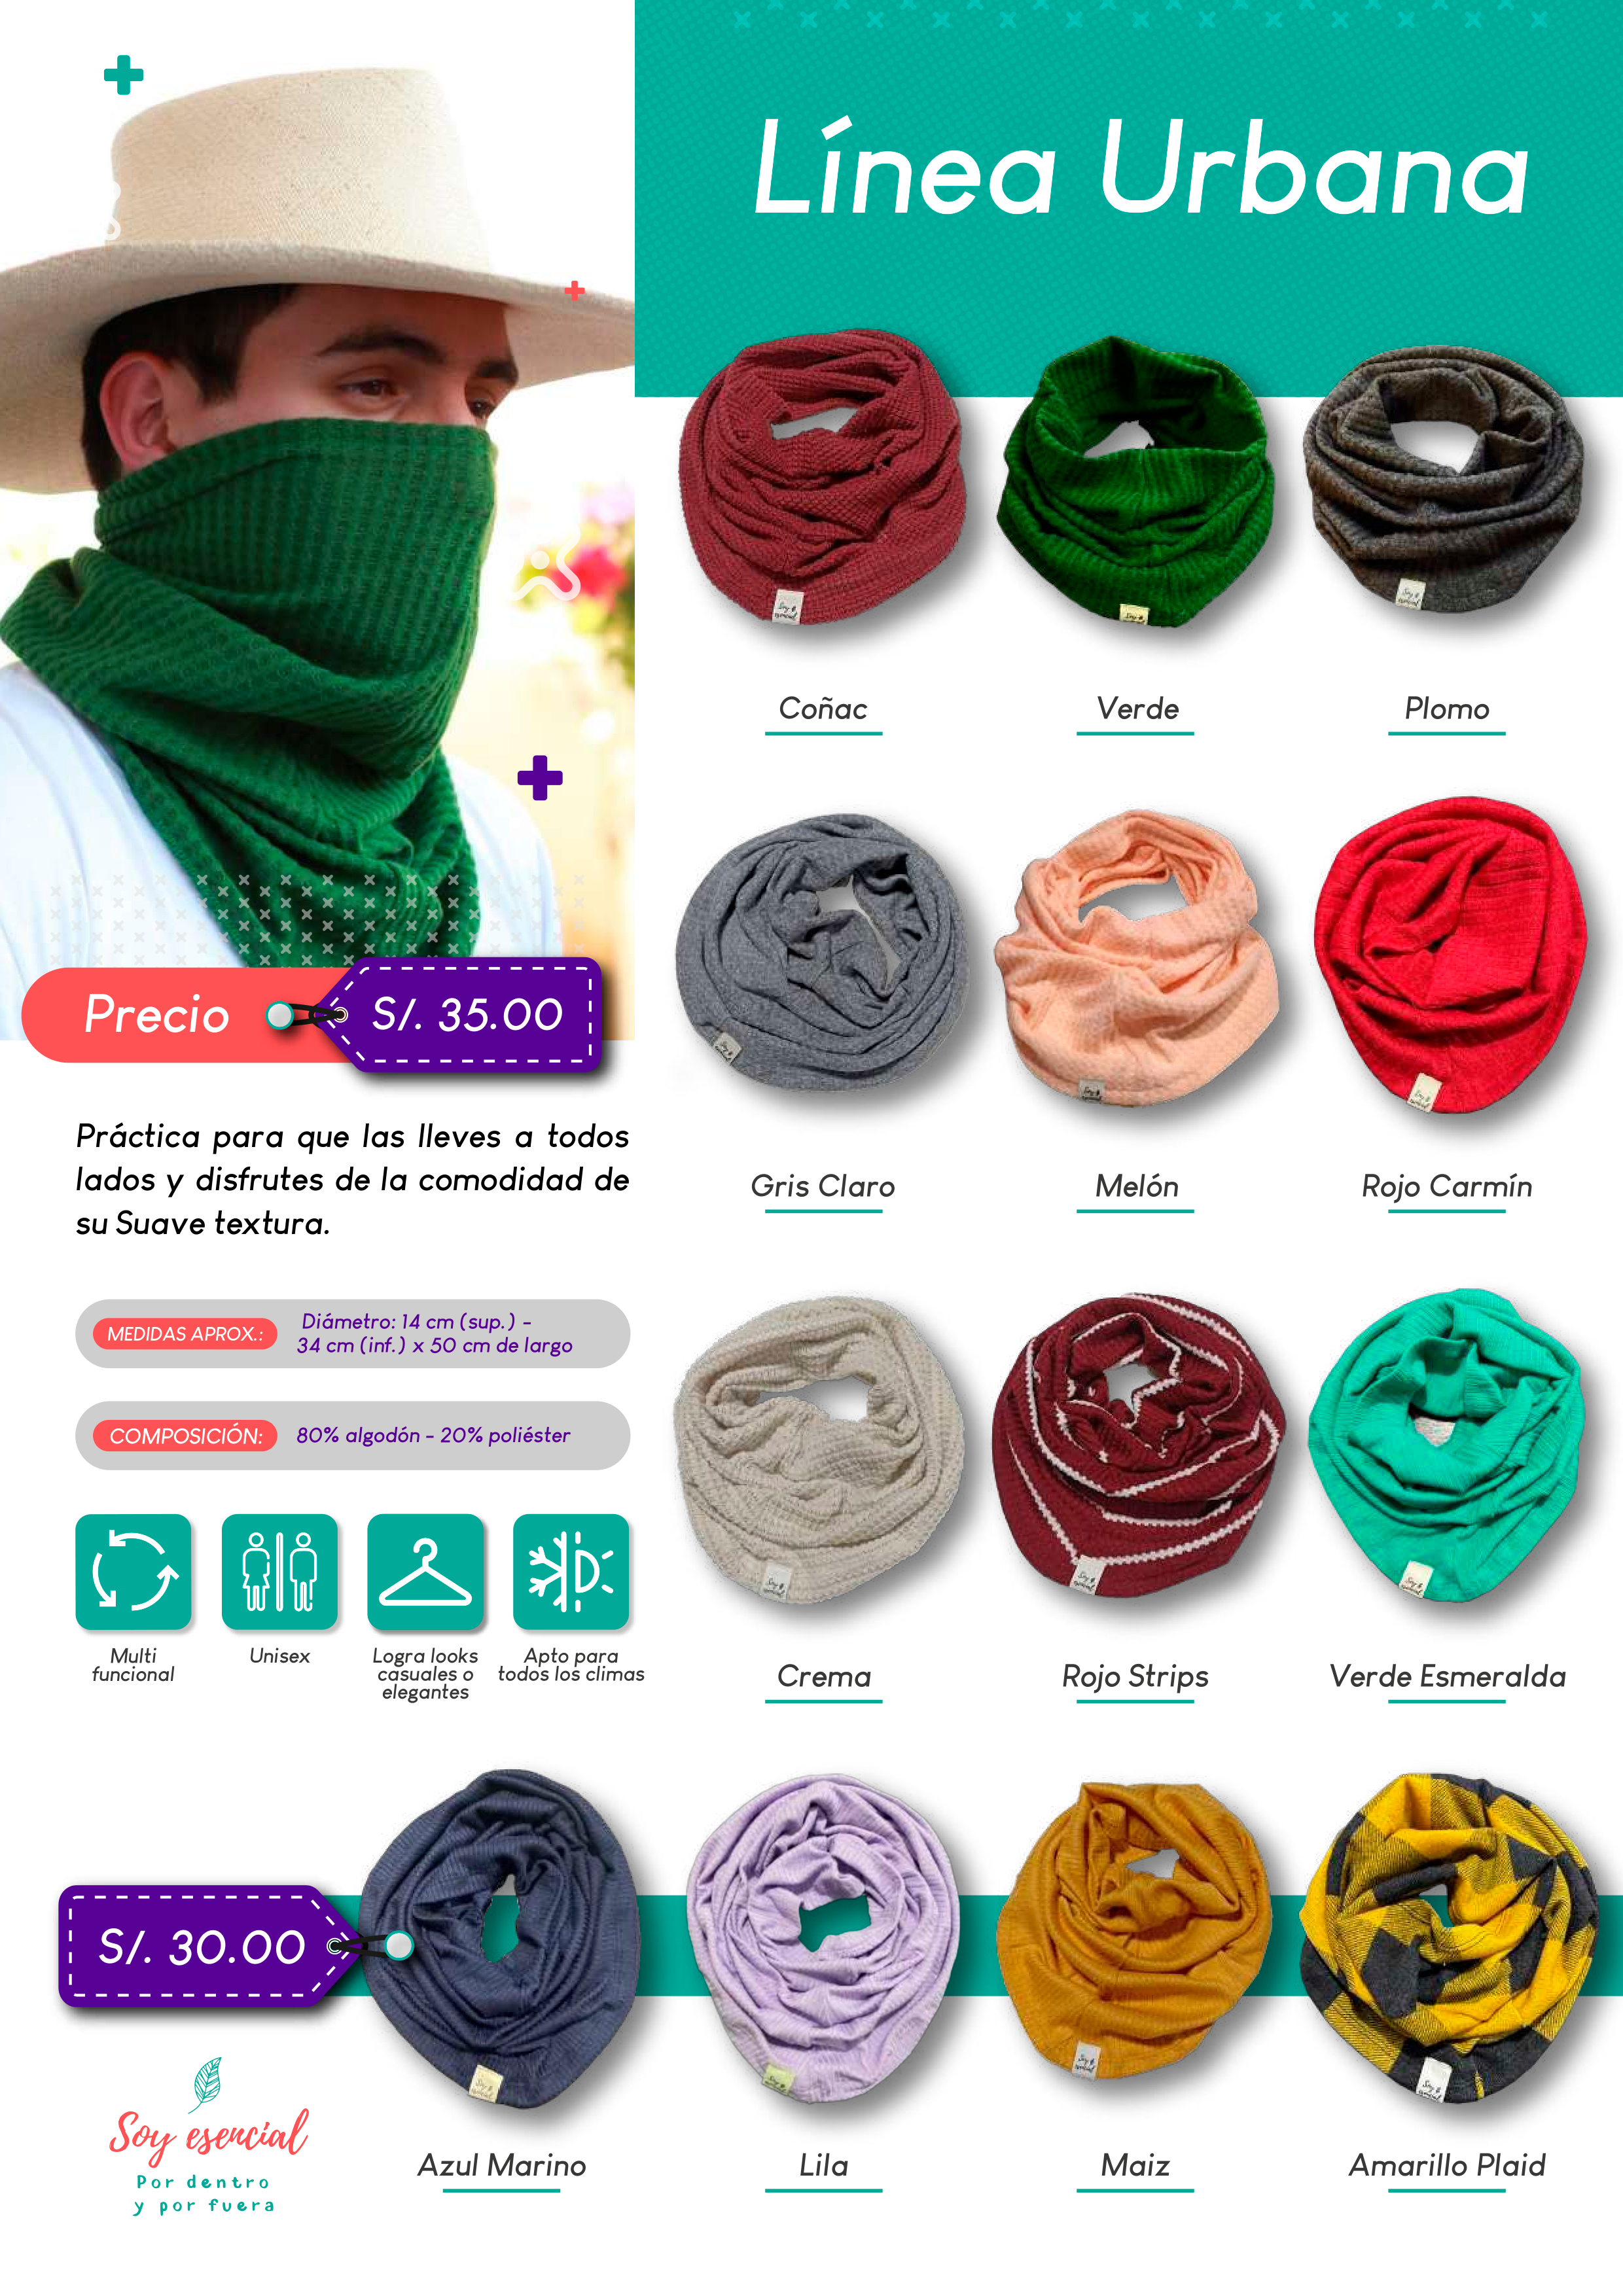 Línea Urbana
Coñac
Verde
Plomo
Precio
S/. 35.00
Gris Claro
Melón
Rojo Carmín
Práctica para que las lleves a todos
lados y disfrutes de la comodidad de
su Suave textura.
MEDIDAS APROX.:
Diámetro: 14 cm (sup.) -
34 cm (inf.) x 50 cm de largo
COMPOSICIÓN:
80% algodón - 20% poliéster
Multi
funcional
Unisex
Logra looks
casuales o
elegantes
Apto para
todos los climas
Crema
Rojo Strips
Verde Esmeralda
S/. 30.00
Azul Marino
Lila
Maiz
Amarillo Plaid
Soy esencial
Por dentro
y por fuera